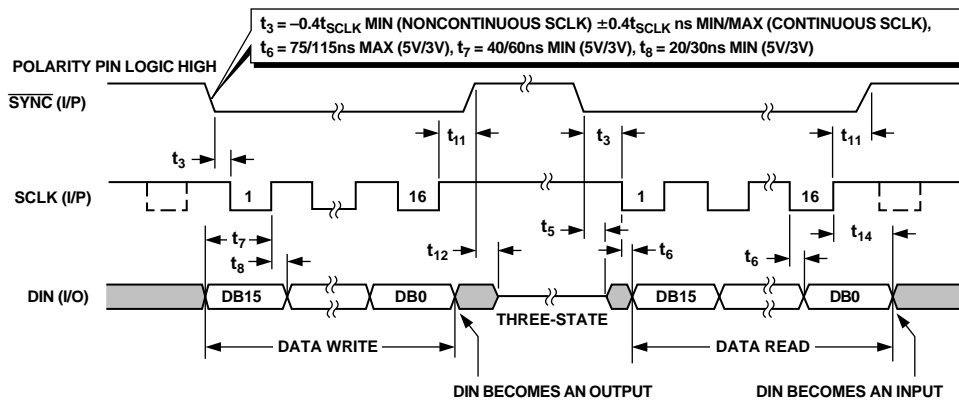 t3 = –0.4tSCLK MIN (NONCONTINUOUS SCLK) ±0.4tSCLK ns MIN/MAX (CONTINUOUS SCLK),
t6 = 75/115ns MAX (5V/3V), t7 = 40/60ns MIN (5V/3V), t8 = 20/30ns MIN (5V/3V)
POLARITY PIN LOGIC HIGH
SYNC (I/P)
t3
t11
t3
t11
SCLK (I/P)
1
16
1
16
t7
t8
t12
t5
t6
t6
t14
DIN (I/O)
DB15
DB0
THREE-STATE
DB15
DB0
DATA WRITE
DATA READ
DIN BECOMES AN OUTPUT
DIN BECOMES AN INPUT